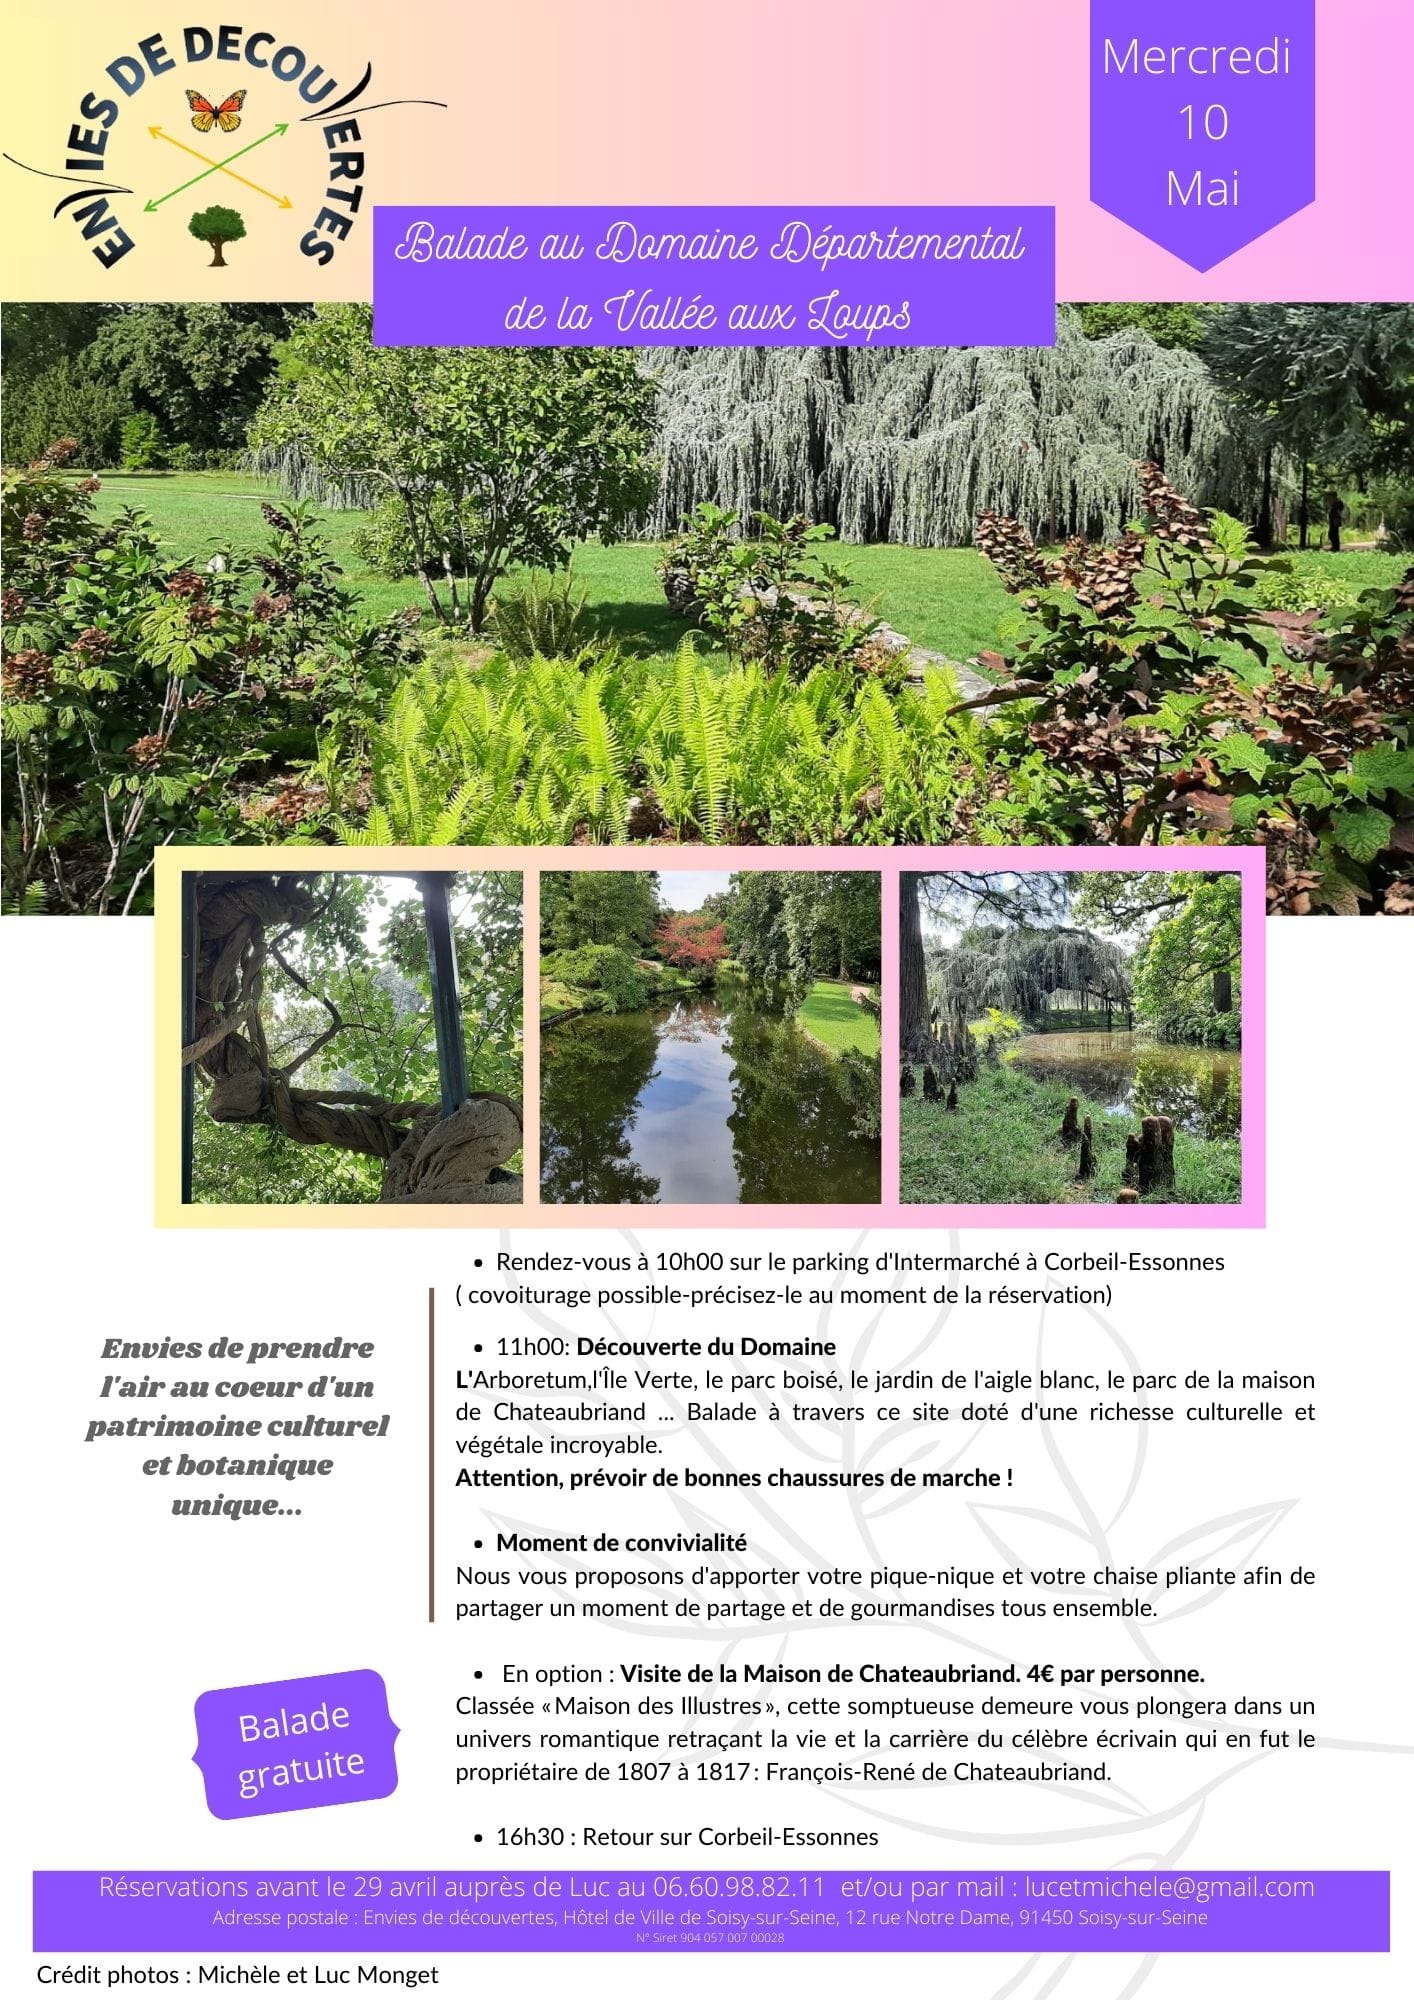 ENVIES DE DECOUVERTES
Mercredi
10
Mai
Balade au Domaine Départemental
de la Vallée aux Loups
• Rendez-vous à 10h00 sur le parking d'Intermarché à Corbeil-Essonnes
( covoiturage possible-précisez-le au moment de la réservation)
Envies de prendre
l'air au coeur d'un
patrimoine culturel
et botanique
unique...
• 11h00: Découverte du Domaine
L'Arboretum,l'Île Verte, le parc boisé, le jardin de l'aigle blanc, le parc de la maison
de Chateaubriand ... Balade à travers ce site doté d'une richesse culturelle et
végétale incroyable.
Attention, prévoir de bonnes chaussures de marche !
• Moment de convivialité
Nous vous proposons d'apporter votre pique-nique et votre chaise pliante afin de
partager un moment de partage et de gourmandises tous ensemble.
• En option : Visite de la Maison de Chateaubriand. 4€ par personne.
Classée «Maison des Illustres», cette somptueuse demeure vous plongera dans un
univers romantique retraçant la vie et la carrière du célèbre écrivain qui en fut le
propriétaire de 1807 à 1817: François-René de Chateaubriand.
Balade
gratuite
• 16h30 : Retour sur Corbeil-Essonnes
Réservations avant le 29 avril auprès de Luc au 06.60.98.82.11 et/ou par mail : lucetmichele@gmail.com
Adresse postale : Envies de découvertes, Hôtel de Ville de Soisy-sur-Seine, 12 rue Notre Dame, 91450 Soisy-sur-Seine
N° Siret 904 057 007 00028
Crédit photos : Michèle et Luc Monget